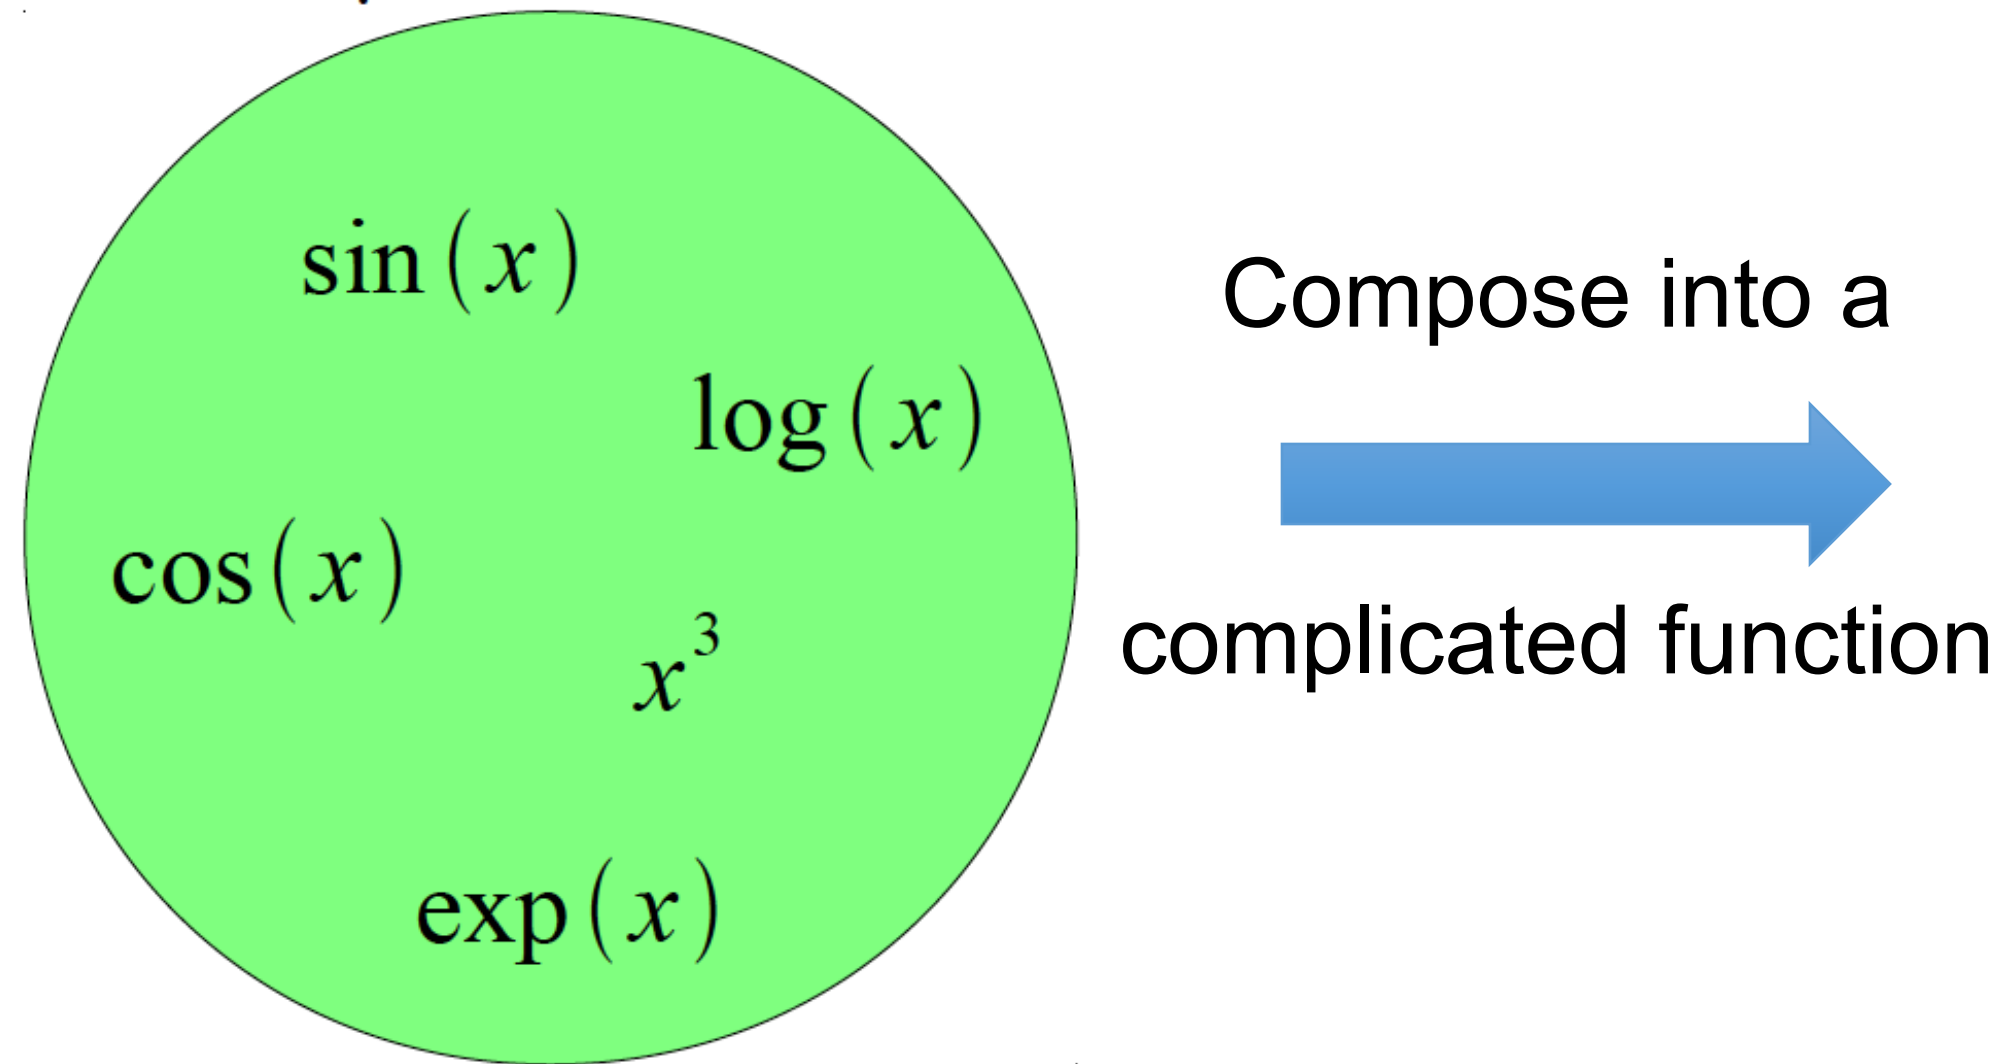 sin(x)
log(x)
cos(x)
x³
exp(x)
Compose into a
complicated function